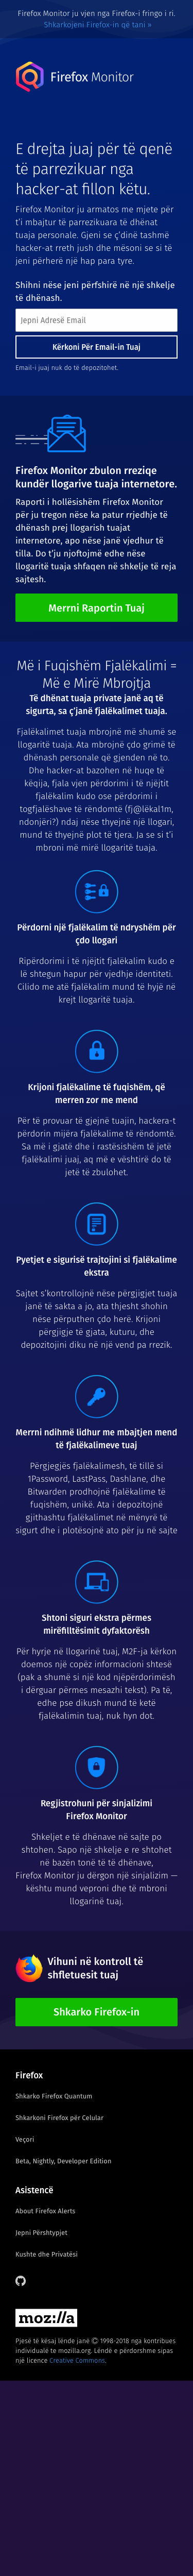 Firefox Monitor ju vjen nga Firefox-i fringo i ri.
Shkarkojeni Firefox-in që tani »
Firefox Monitor
E drejta juaj për të qenë
të parrezikuar nga
hacker-at fillon këtu.
Firefox Monitor ju armatos me mjete për
t'i mbajtur të parrezikuara të dhënat
tuaja personale. Gjeni se ç'dinë tashmë
hacker-at rreth jush dhe mësoni se si të
jeni përherë një hap para tyre.
Shihni nëse jeni përfshirë në një shkelje
të dhënash.
Jepni Adresë Email
Kërkoni Për Email-in Tuaj
Email-i juaj nuk do të depozitohet.
Firefox Monitor zbulon rreziqe
kundër llogarive tuaja internetore.
Raporti i hollësishëm Firefox Monitor
për ju tregon nëse ka patur rrjedhje të
dhënash prej llogarish tuajat
internetore, apo nëse janë vjedhur të
tilla. Do t'ju njoftojmë edhe nëse
llogaritë tuaja shfaqen në shkelje të reja
sajtesh.
Merrni Raportin Tuaj
Më i Fuqishëm Fjalëkalimi =
Më e Mirë Mbrojtja
Të dhënat tuaja private janë aq të
sigurta, sa ç'janë fjalëkalimet tuaja.
Fjalëkalimet tuaja mbrojnë më shumë se
llogaritë tuaja. Ata mbrojnë çdo grimë të
dhënash personale që gjenden në to.
Dhe hacker-at bazohen në huqe të
këqija, fjala vjen përdorimi i të njëjtit
fjalëkalim kudo ose përdorimi i
togfjalëshave të rëndomtë (fj@lëkal1m,
ndonjëri?) ndaj nëse thyejnë një llogari,
mund të thyejnë plot të tjera. Ja se si t'i
mbroni më mirë llogaritë tuaja.
Përdorni një fjalëkalim të ndryshëm për
çdo llogari
Ripërdorimi i të njëjtit fjalëkalim kudo e
lë shtegun hapur për vjedhje identiteti.
Cilido me atë fjalëkalim mund të hyjë në
krejt llogaritë tuaja.
Krijoni fjalëkalime të fuqishëm, që
merren zor me mend
Për të provuar të gjejnë tuajin, hackera-t
përdorin mijëra fjalëkalime të rëndomtë.
Sa më i gjatë dhe i rastësishëm të jetë
fjalëkalimi juaj, aq më e vështirë do të
jetë të zbulohet.
Pyetjet e sigurisë trajtojini si fjalëkalime
ekstra
Sajtet s'kontrollojnë nëse përgjigjet tuaja
janë të sakta a jo, ata thjesht shohin
nëse përputhen çdo herë. Krijoni
përgjigje të gjata, kuturu, dhe
depozitojini diku në një vend pa rrezik.
Merrni ndihmë lidhur me mbajtjen mend
të fjalëkalimeve tuaj
Përgjegjës fjalëkalimesh, të tillë si
1Password, LastPass, Dashlane, dhe
Bitwarden prodhojnë fjalëkalime të
fuqishëm, unikë. Ata i depozitojnë
gjithashtu fjalëkalimet në mënyrë të
sigurt dhe i plotësojnë ato për ju në sajte
Shtoni siguri ekstra përmes
mirëfilltësimit dyfaktorësh
Për hyrje në llogarinë tuaj, M2F-ja kërkon
doemos një copëz informacioni shtesë
(pak a shumë si një kod njëpërdorimësh
i dërguar përmes mesazhi tekst). Pa të,
edhe pse dikush mund të ketë
fjalëkalimin tuaj, nuk hyn dot.
Regjistrohuni për sinjalizimi
Firefox Monitor
Shkeljet e të dhënave në sajte po
shtohen. Sapo një shkelje e re shtohet
në bazën tonë të të dhënave,
Firefox Monitor ju dërgon një sinjalizim —
kështu mund veproni dhe të mbroni
llogarinë tuaj.
Vihuni në kontroll të
shfletuesit tuaj
Shkarko Firefox-in
Firefox
Shkarko Firefox Quantum
Shkarkoni Firefox për Celular
Veçori
Beta, Nightly, Developer Edition
Asistencë
About Firefox Alerts
Jepni Përshtypjet
Kushte dhe Privatësi
moz://a
Pjesë të kësaj lënde janë © 1998-2018 nga kontribues
individualë te mozilla.org. Lëndë e përdorshme sipas
një licence Creative Commons.